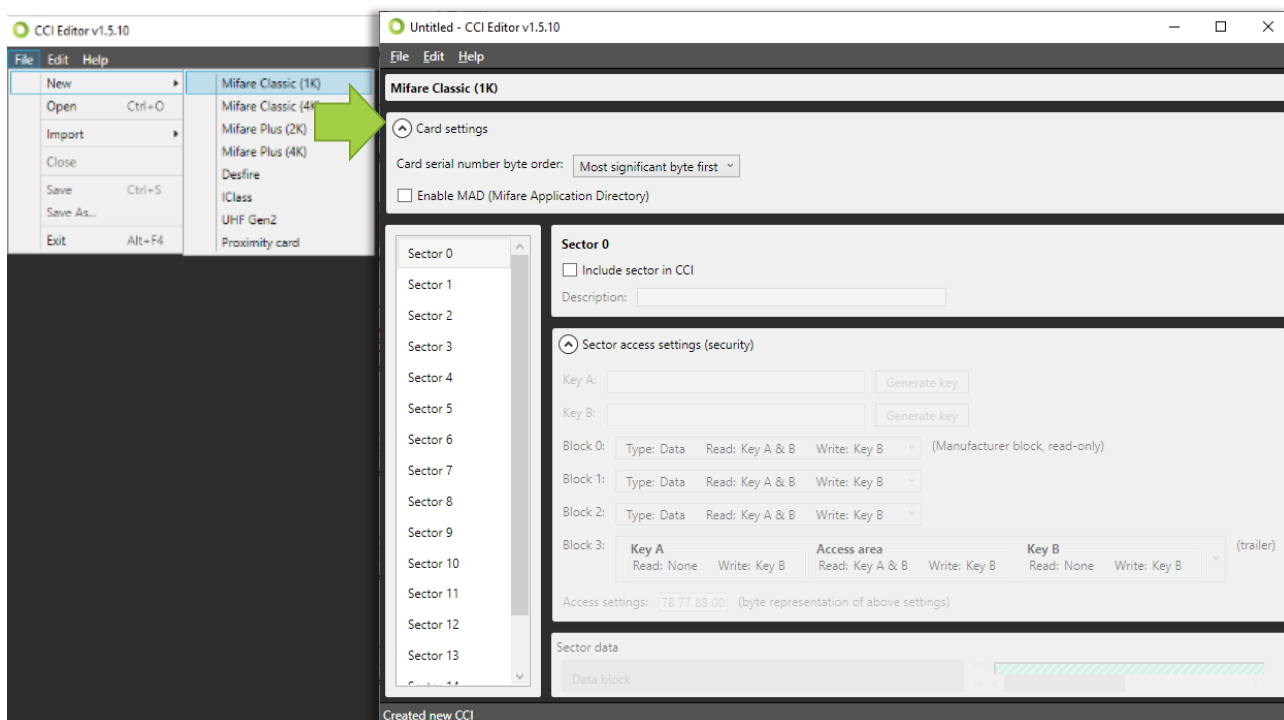 CCI Editor v1.5.10
File Edit Help
New
Open Ctrl+O
Import
Close
Save Ctrl+S
Save As...
Exit Alt+F4
Mifare Classic (1K)
Mifare Classic (4K)
Mifare Plus (2K)
Mifare Plus (4K)
Desfire
IClass
UHF Gen2
Proximity card
Untitled - CCI Editor v1.5.10
File Edit Help
Mifare Classic (1K)
Card settings
Card serial number byte order: Most significant byte first
Enable MAD (Mifare Application Directory)
Sector 0
Sector 1
Sector 2
Sector 3
Sector 4
Sector 5
Sector 6
Sector 7
Sector 8
Sector 9
Sector 10
Sector 11
Sector 12
Sector 13
Sector 14
Sector 0
Include sector in CCI
Description:
Sector access settings (security)
Key A: Generate key
Key B: Generate key
Block 0: Type: Data Read: Key A & B Write: Key B (Manufacturer block, read-only)
Block 1: Type: Data Read: Key A & B Write: Key B
Block 2: Type: Data Read: Key A & B Write: Key B
Block 3: Key A Access area Key B (trailer)
Read: None Write: Key B Read: Key A & B Write: Key B Read: None Write: Key B
Access settings: 78 77 88 00 (byte representation of above settings)
Sector data
Data block
Created new CCI